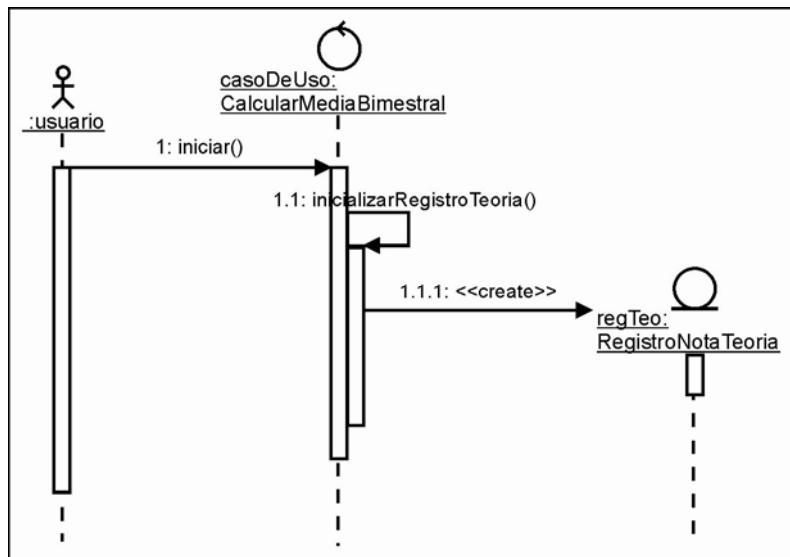 casoDeUso:
CalcularMediaBimestral
:usuario
1: iniciar()
1.1: inicializarRegistroTeoria()
1.1.1: <<create>>
regTeo:
RegistroNotaTeoria